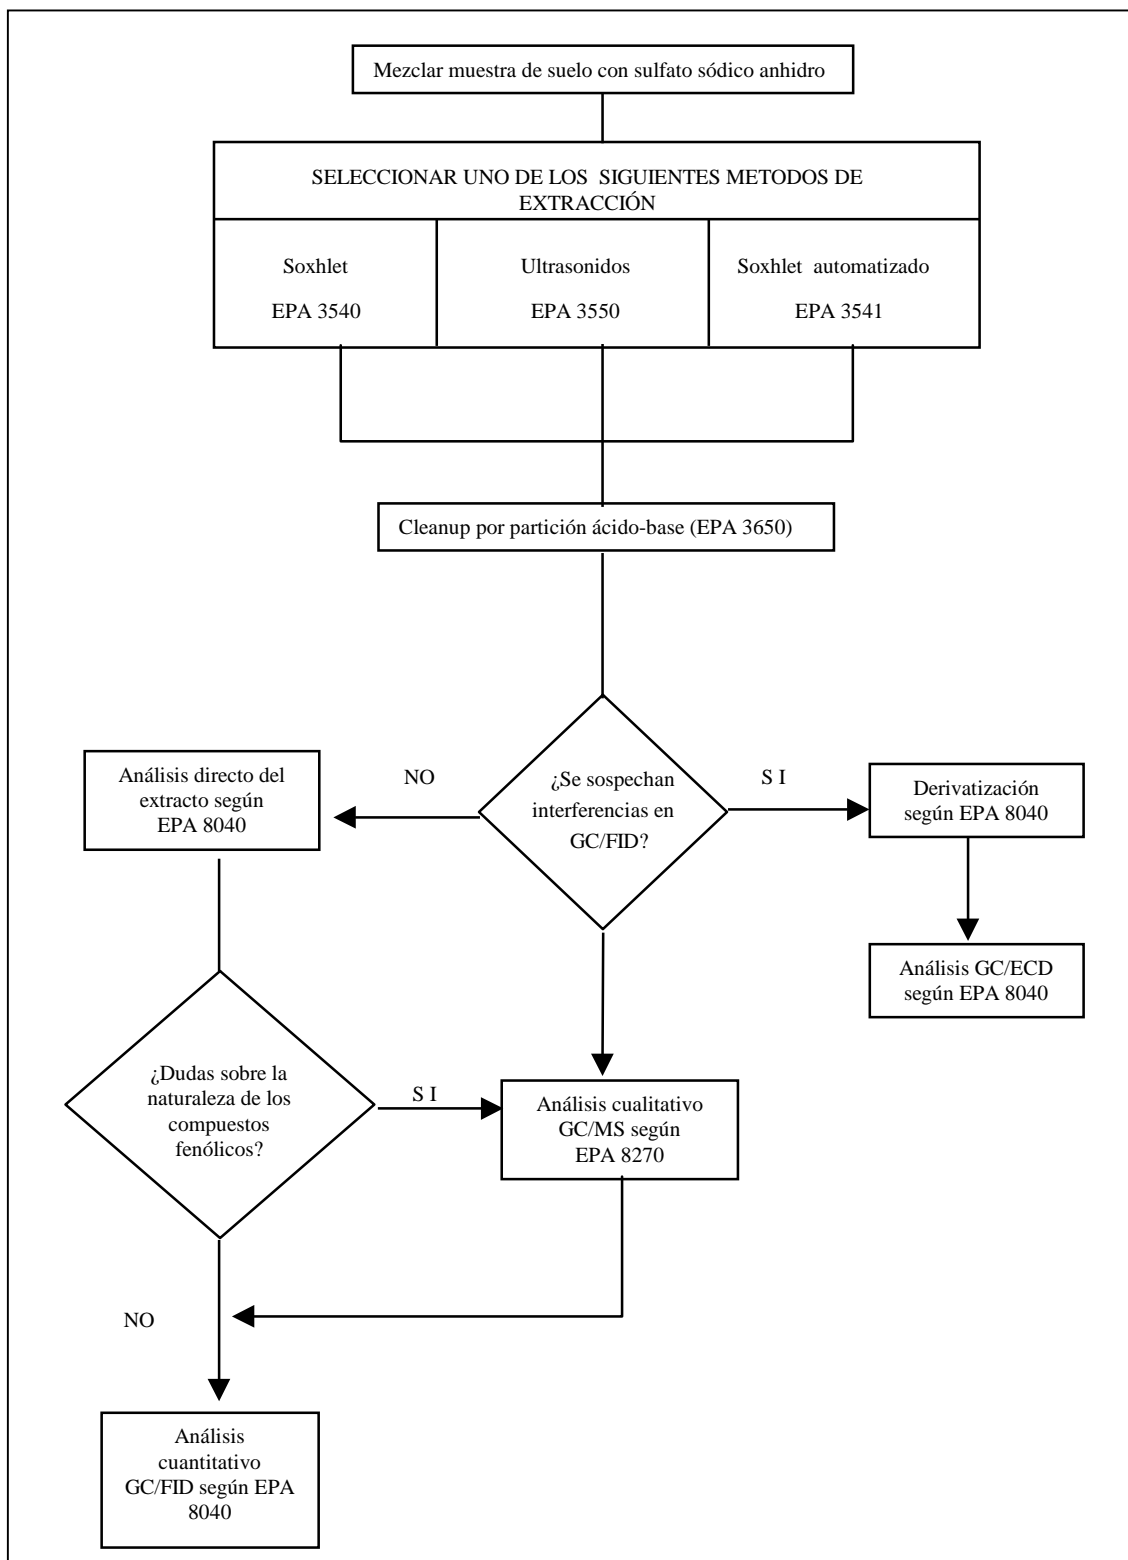 Mezclar muestra de suelo con sulfato sódico anhidro
SELECCIONAR UNO DE LOS SIGUIENTES METODOS DE
EXTRACCIÓN
Soxhlet
EPA 3540
Ultrasonidos
EPA 3550
Soxhlet automatizado
EPA 3541
Cleanup por partición ácido-base (EPA 3650)
¿Se sospechan
interferencias en
GC/FID?
NO
S I
Análisis directo del
extracto según
EPA 8040
Derivatización
según EPA 8040
Análisis GC/ECD
según EPA 8040
¿Dudas sobre la
naturaleza de los
compuestos
fenólicos?
S I
Análisis cualitativo
GC/MS según
EPA 8270
NO
Análisis
cuantitativo
GC/FID según EPA
8040